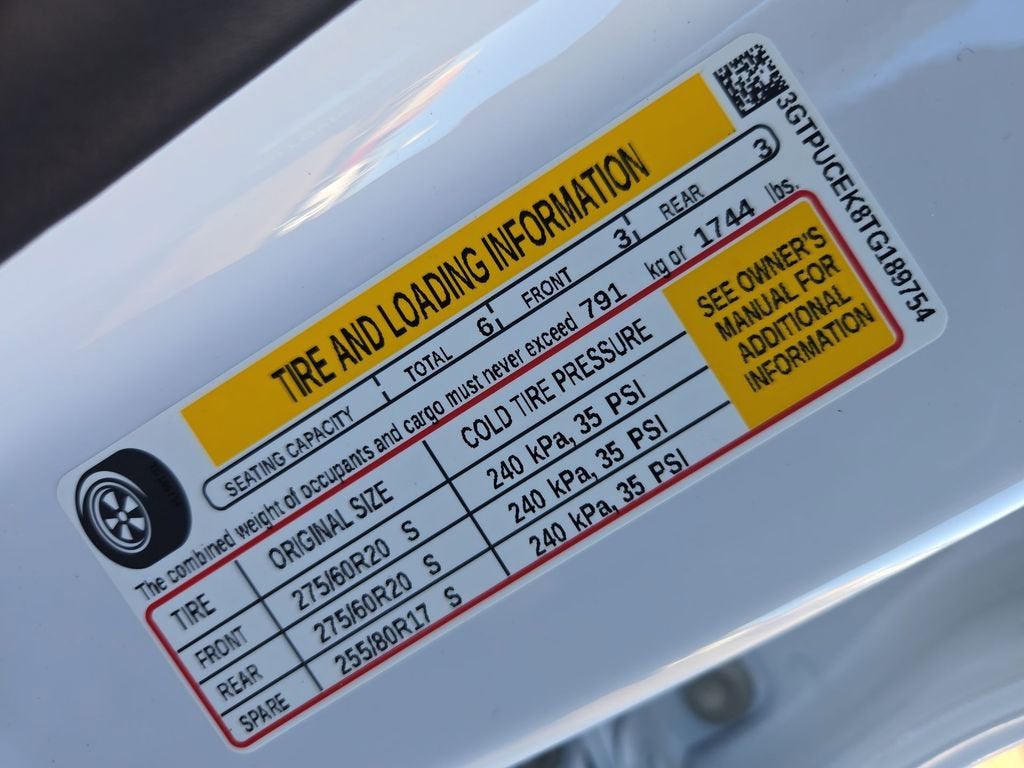 3GTPUCEK8TG189754
TIRE AND LOADING INFORMATION
SEATING CAPACITY TOTAL 6 FRONT 3 REAR 3
The combined weight of occupants and cargo must never exceed 791 kg or 1744 lbs.
TIRE ORIGINAL SIZE COLD TIRE PRESSURE
FRONT 275/60R20 S 240 kPa, 35 PSI
REAR 275/60R20 S 240 kPa, 35 PSI
SPARE 255/80R17 S 240 kPa, 35 PSI
SEE OWNER'S
MANUAL FOR
ADDITIONAL
INFORMATION